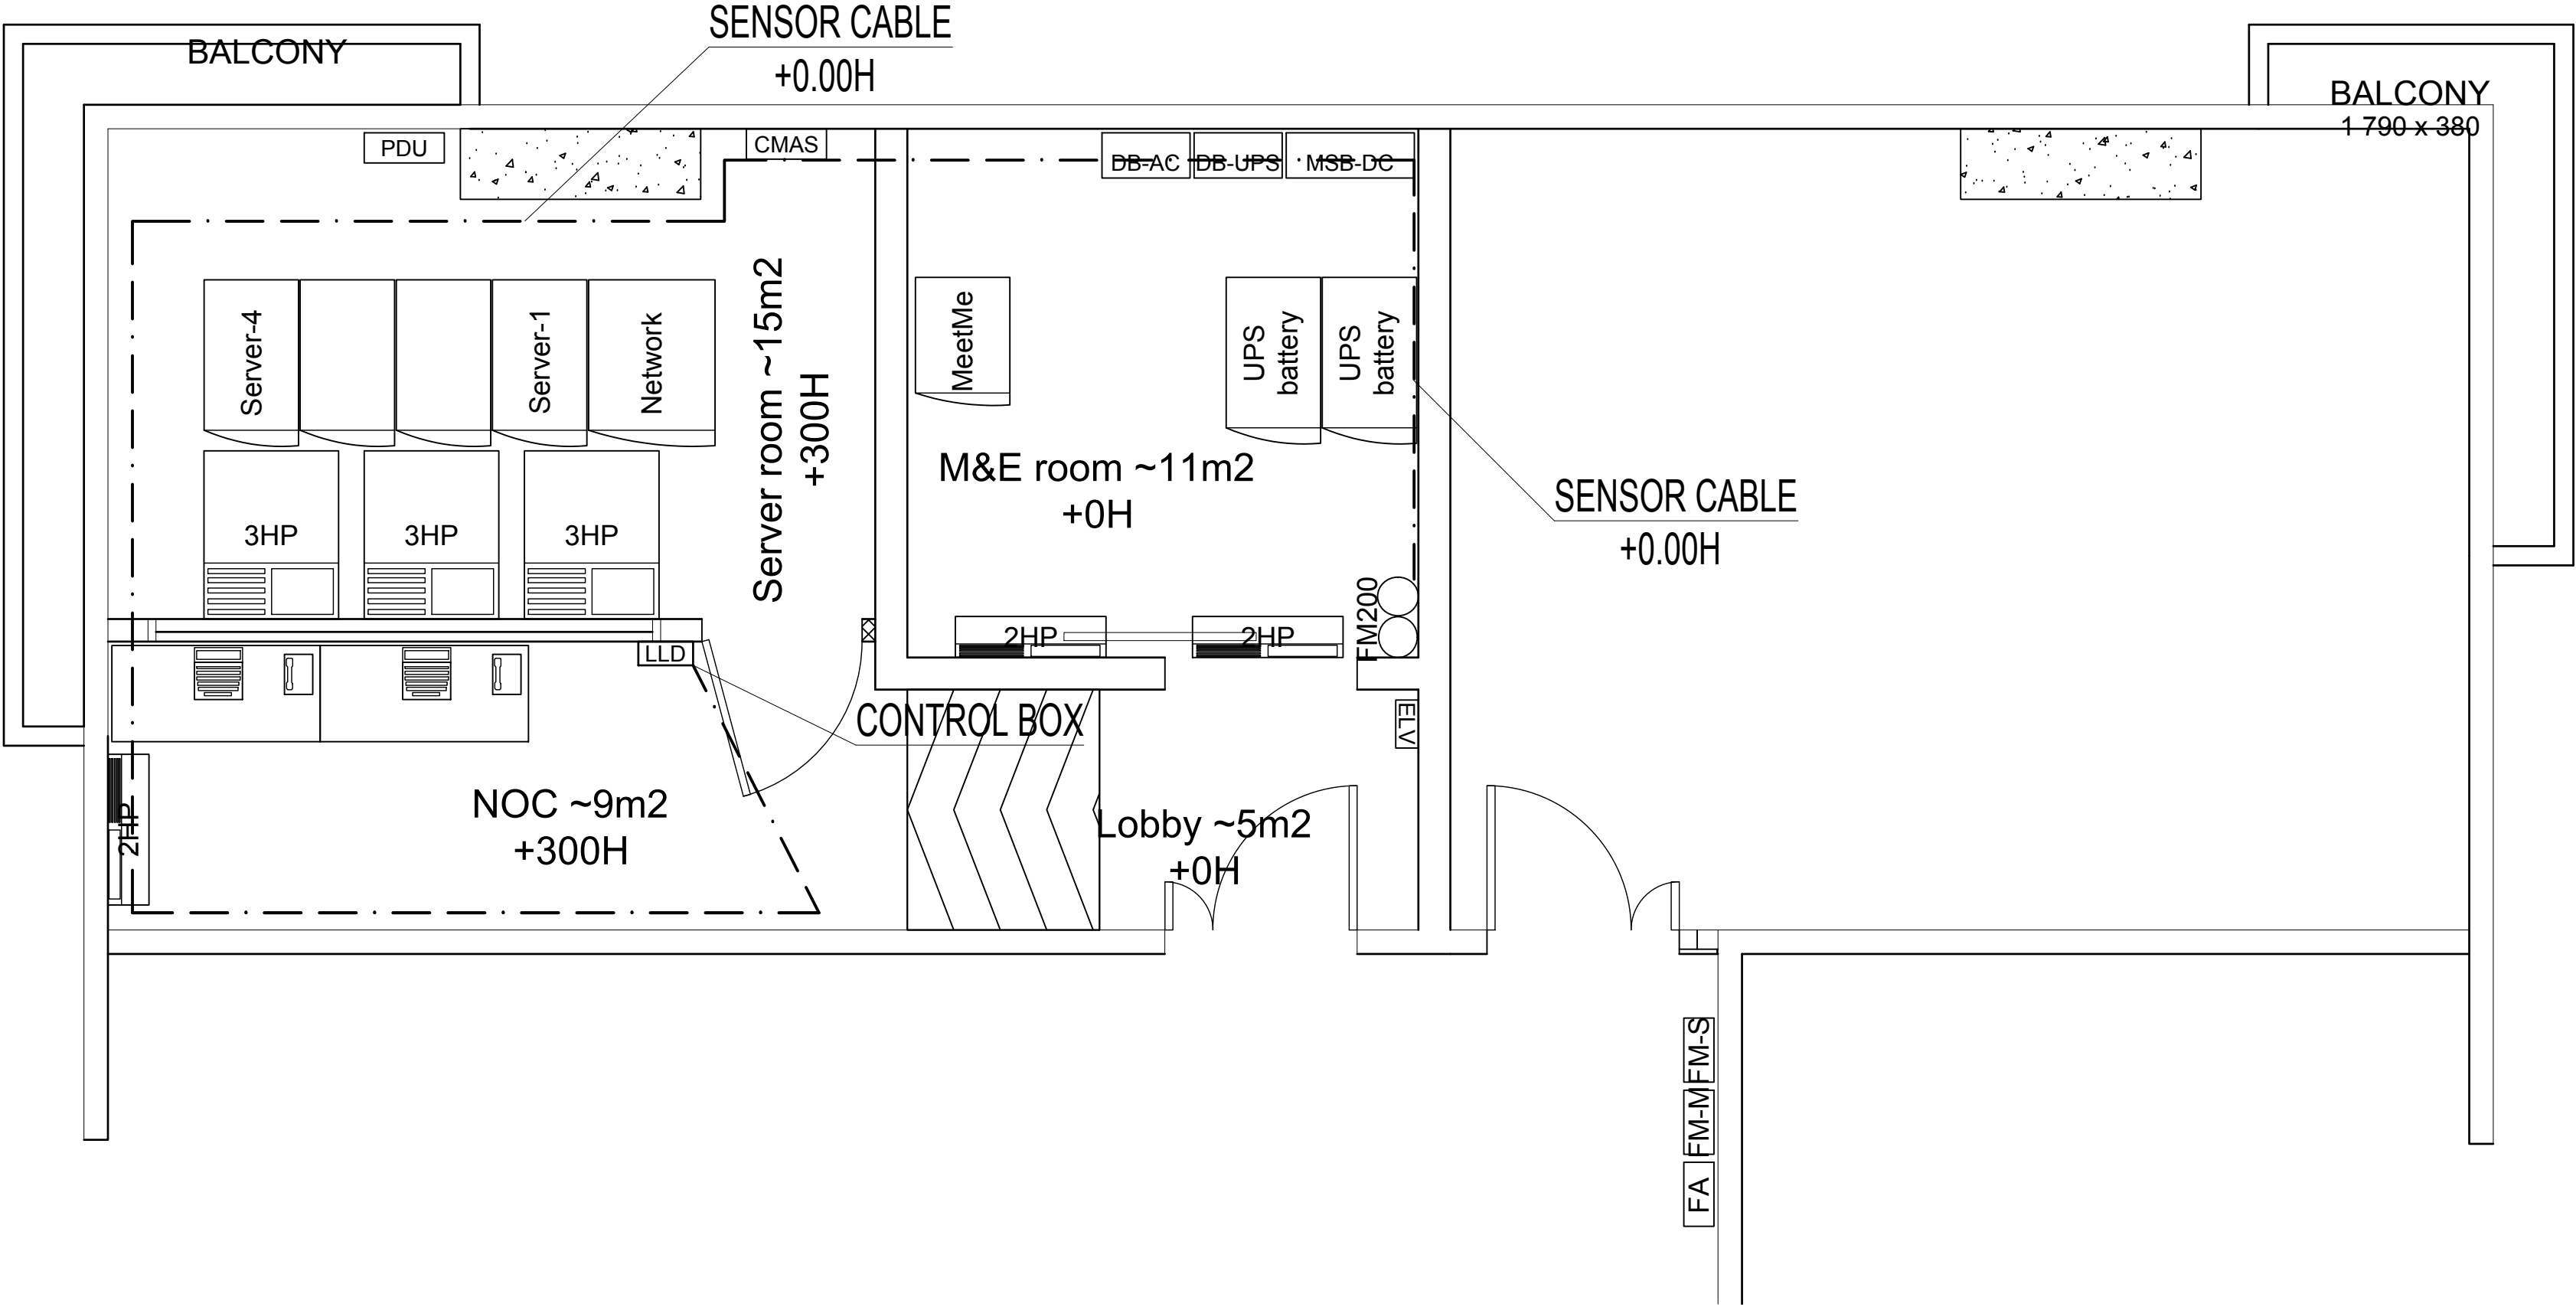 SENSOR CABLE
+0.00H
BALCONY
BALCONY
1 790 x 380
PDU
CMAS
DB-AC
DB-UPS
MSB-DC
Server-4
Server-1
Network
Server room ~15m2
+300H
MeetMe
UPS
battery
UPS
battery
M&E room ~11m2
+0H
SENSOR CABLE
+0.00H
3HP
3HP
3HP
FM200
2HP
2HP
LLD
CONTROL BOX
ELV
2HP
NOC ~9m2
+300H
Lobby ~5m2
+0H
FM-S
FM-M
FA